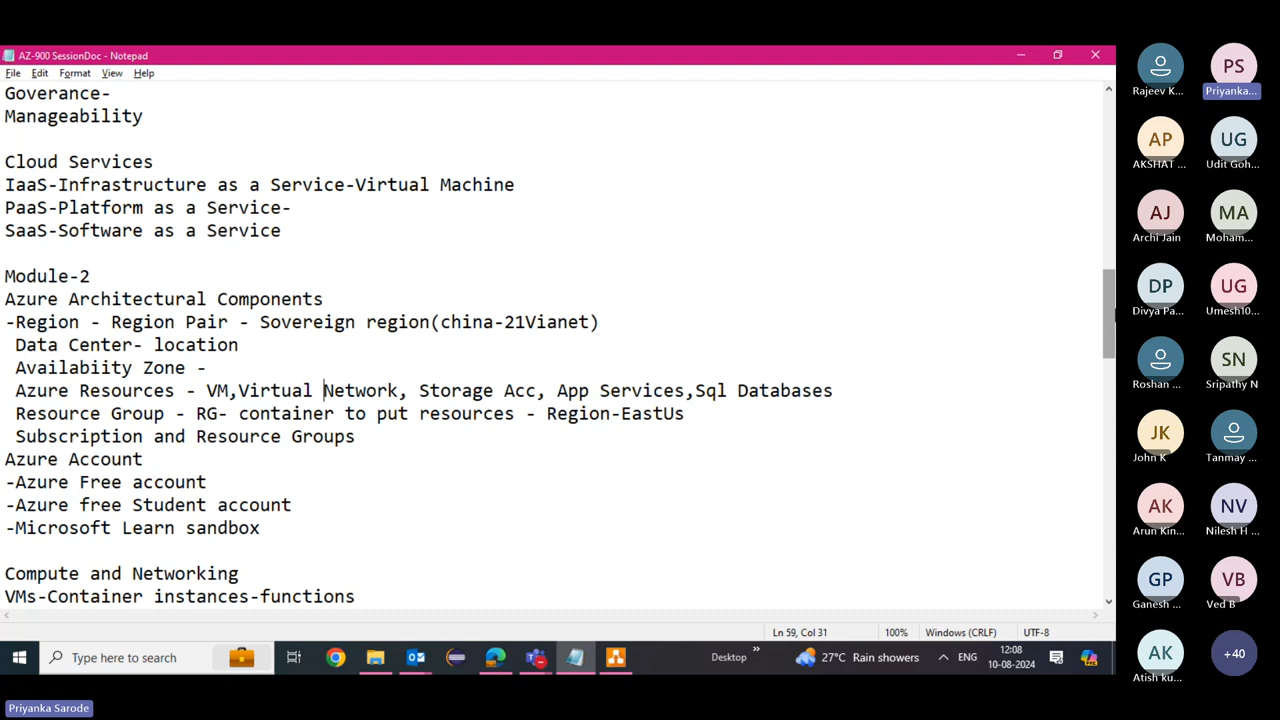 AZ-900 SessionDoc - Notepad
File Edit Format View Help
Goverance-
Manageability
Cloud Services
IaaS-Infrastructure as a Service-Virtual Machine
PaaS-Platform as a Service-
SaaS-Software as a Service
Module-2
Azure Architectural Components
-Region - Region Pair - Sovereign region(china-21Vianet)
Data Center- location
Availabiity Zone -
Azure Resources - VM,Virtual Network, Storage Acc, App Services,Sql Databases
Resource Group - RG- container to put resources - Region-EastUs
Subscription and Resource Groups
Azure Account
-Azure Free account
-Azure free Student account
-Microsoft Learn sandbox
Compute and Networking
VMs-Container instances-functions
Ln 59, Col 31 100% Windows (CRLF) UTF-8
Type here to search
Desktop
27°C Rain showers
ENG
12:08
10-08-2024
Priyanka Sarode
Rajeev K...
PS
Priyanka...
AP
AKSHAT ...
UG
Udit Goh...
AJ
Archi Jain
MA
Moham...
DP
Divya Pa...
UG
Umesh10...
Roshan ...
SN
Sripathy N
JK
John K
Tanmay ...
AK
Arun Kin...
NV
Nilesh H ...
GP
Ganesh ...
VB
Ved B
AK
Atish ku...
+40